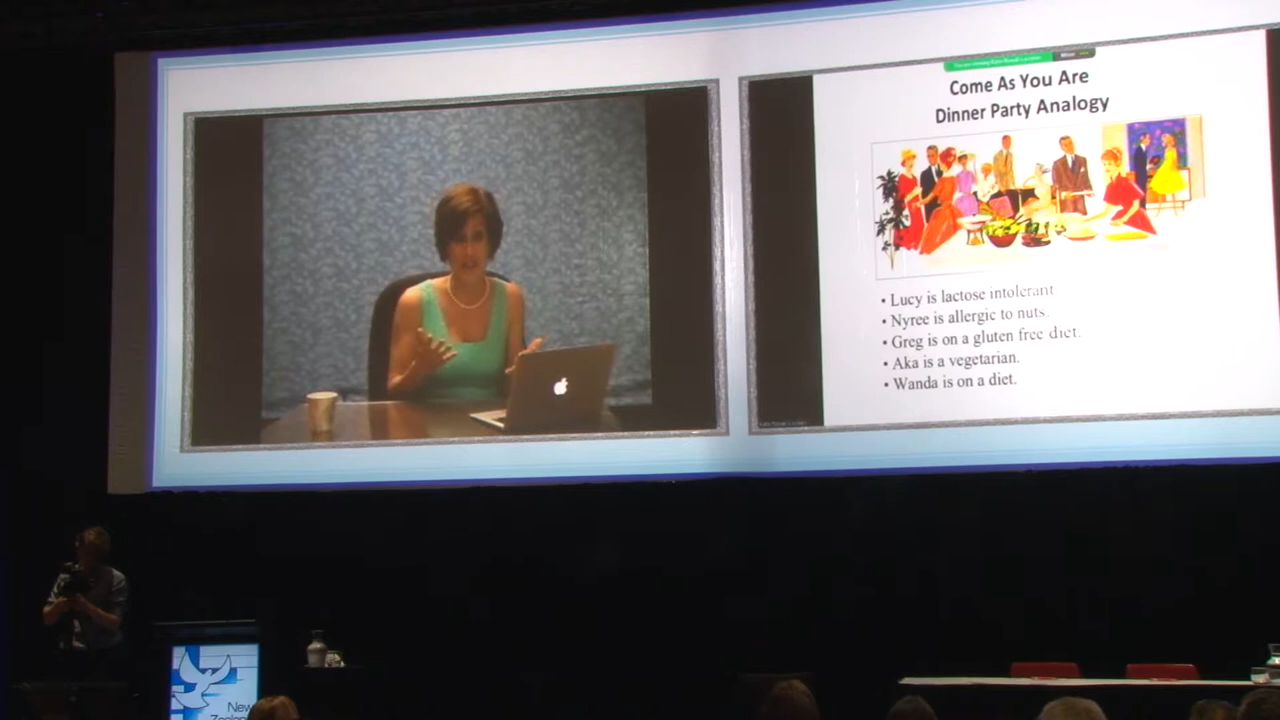 Come As You Are
Dinner Party Analogy
• Lucy is lactose intolerant
• Nyree is allergic to nuts.
• Greg is on a gluten free diet.
• Aka is a vegetarian.
• Wanda is on a diet.
New